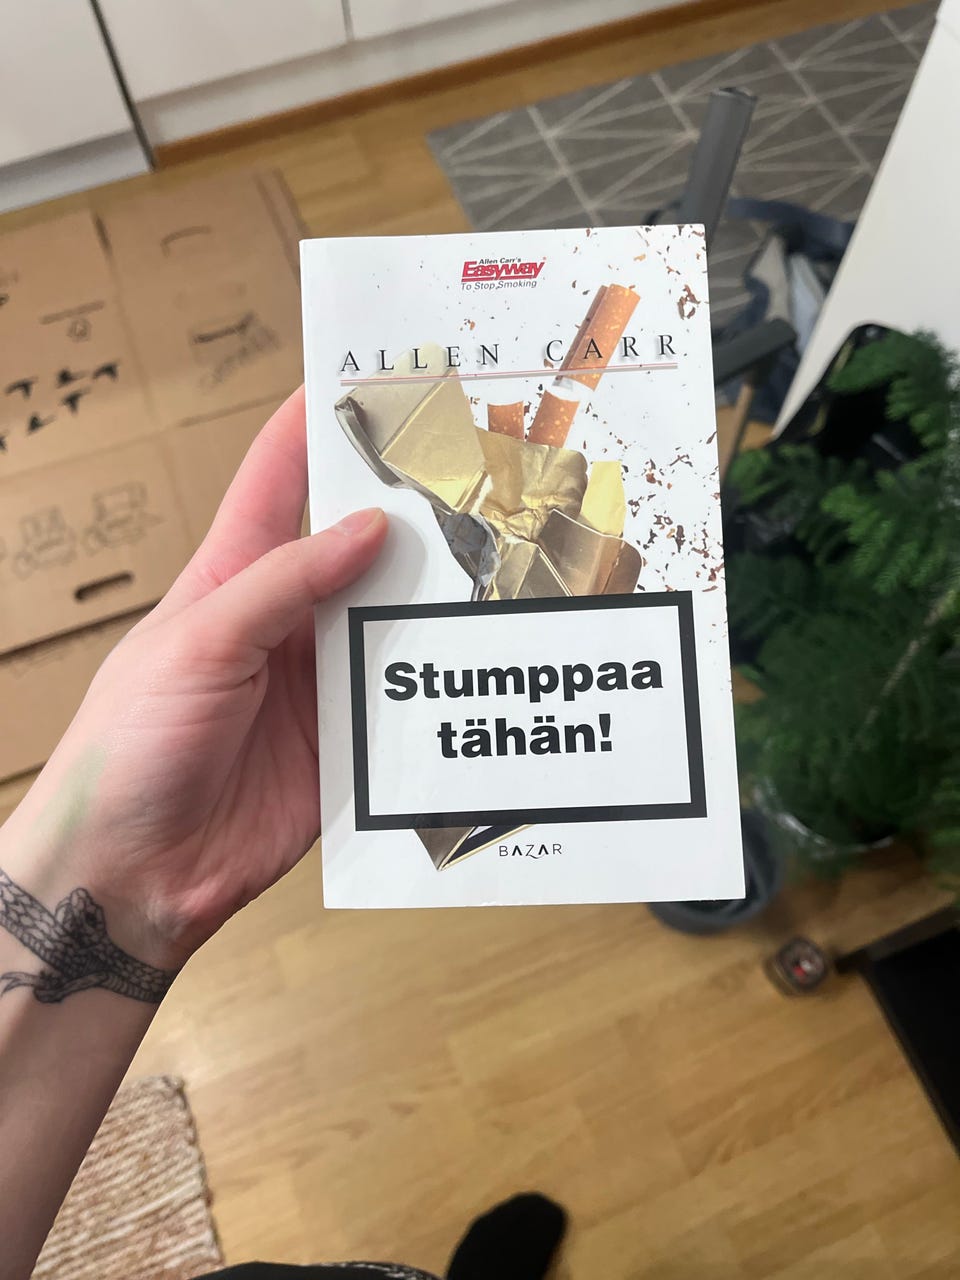 Allen Carr's
Easyway
To Stop Smoking
ALLEN CARR
Stumppaa
tähän!
BAZAR